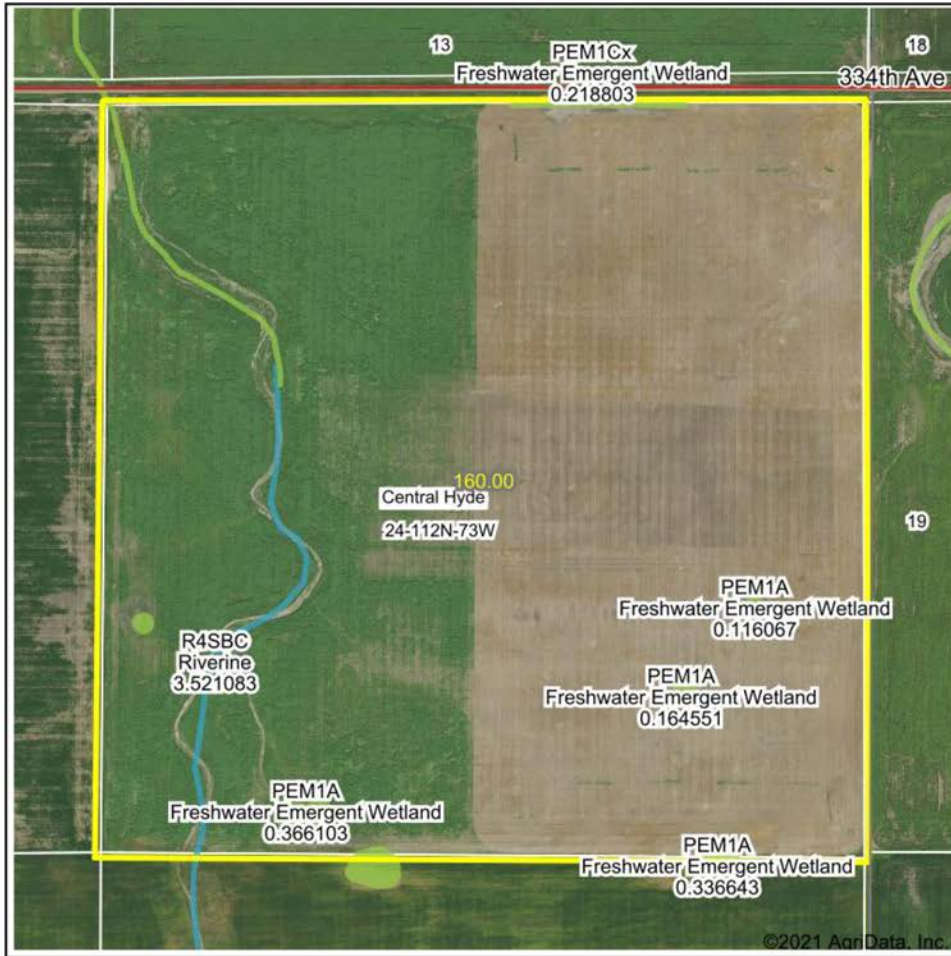 13
18
PEM1Cx
Freshwater Emergent Wetland
0.218803
334th Ave
160.00
Central Hyde
24-112N-73W
19
PEM1A
Freshwater Emergent Wetland
0.116067
R4SBC
Riverine
3.521083
PEM1A
Freshwater Emergent Wetland
0.164551
PEM1A
Freshwater Emergent Wetland
0.366103
PEM1A
Freshwater Emergent Wetland
0.336643
©2021 AgriData, Inc.